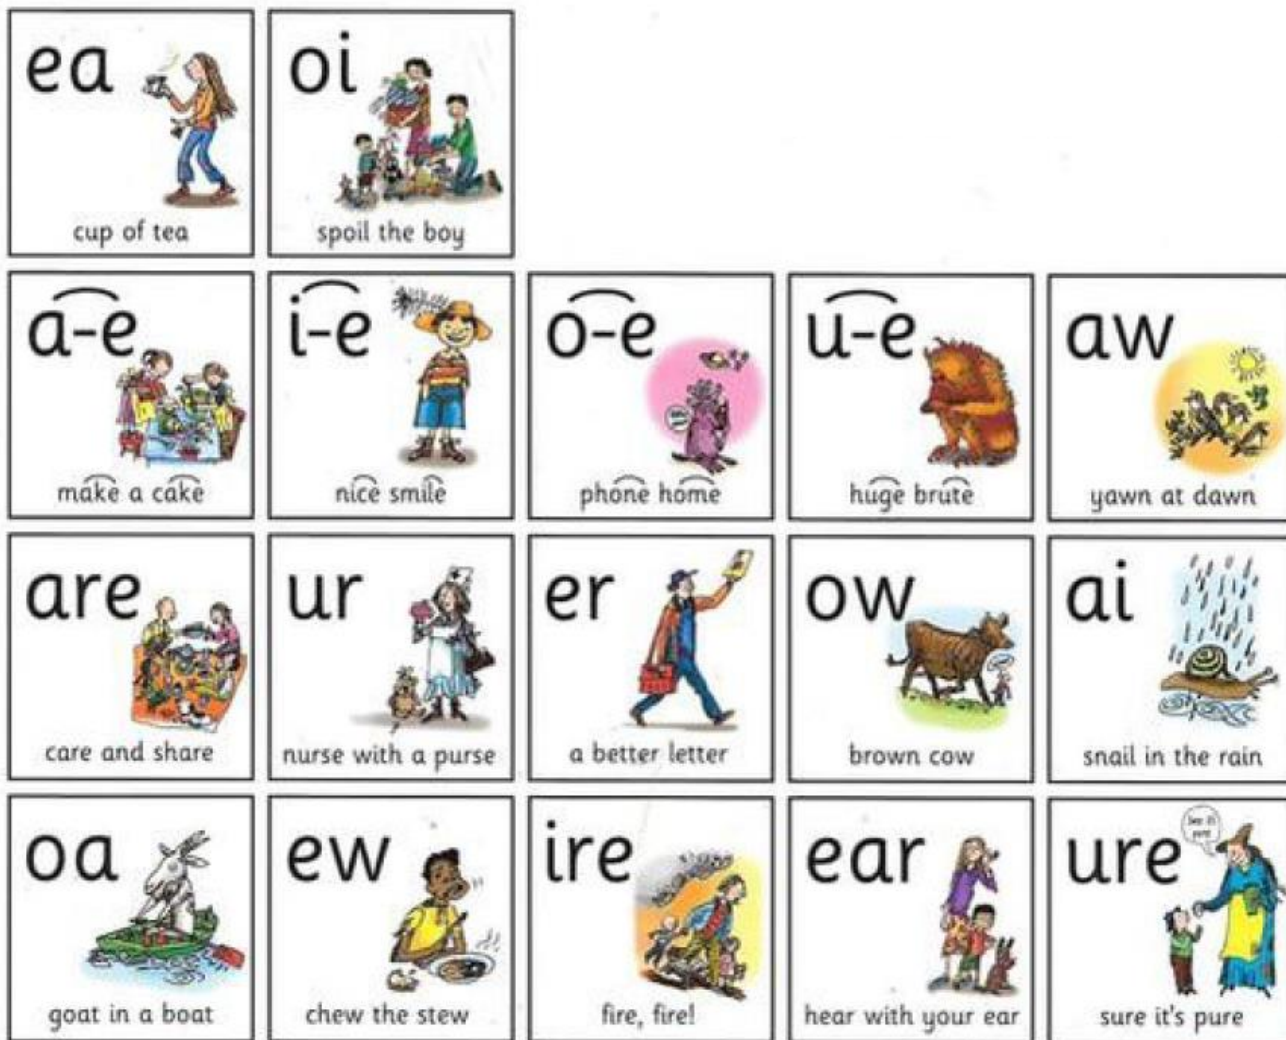 ea
cup of tea
oi
spoil the boy
a-e
make a cake
i-e
nice smile
o-e
phone home
u-e
huge brute
aw
yawn at dawn
are
care and share
ur
nurse with a purse
er
a better letter
ow
brown cow
ai
snail in the rain
oa
goat in a boat
ew
chew the stew
ire
fire, fire!
ear
hear with your ear
ure
sure it's pure